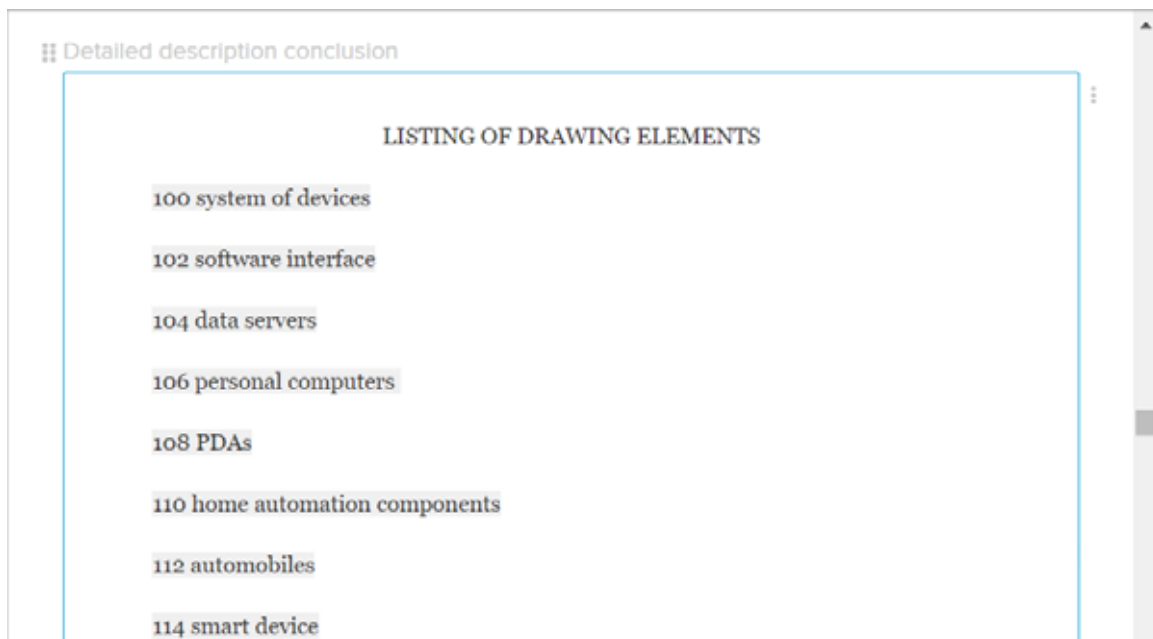 Detailed description conclusion
LISTING OF DRAWING ELEMENTS
100 system of devices
102 software interface
104 data servers
106 personal computers
108 PDAs
110 home automation components
112 automobiles
114 smart device